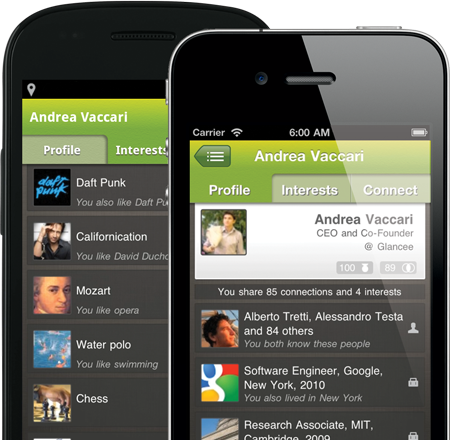 Andrea Vaccari
Profile
Interests
daft
punk
Daft Punk
You also like Daft Pu
Californication
You like David Ducho
Mozart
You like opera
Water polo
You like swimming
Chess
Carrier
6:00 AM
Andrea Vaccari
Profile
Interests
Connect
Andrea Vaccari
CEO and Co-Founder
@ Glancee
100
89
You share 85 connections and 4 interests
Alberto Tretti, Alessandro Testa
and 84 others
You both know these people
Software Engineer, Google,
New York, 2010
You also lived in New York
Research Associate, MIT,
Cambridge, 2009